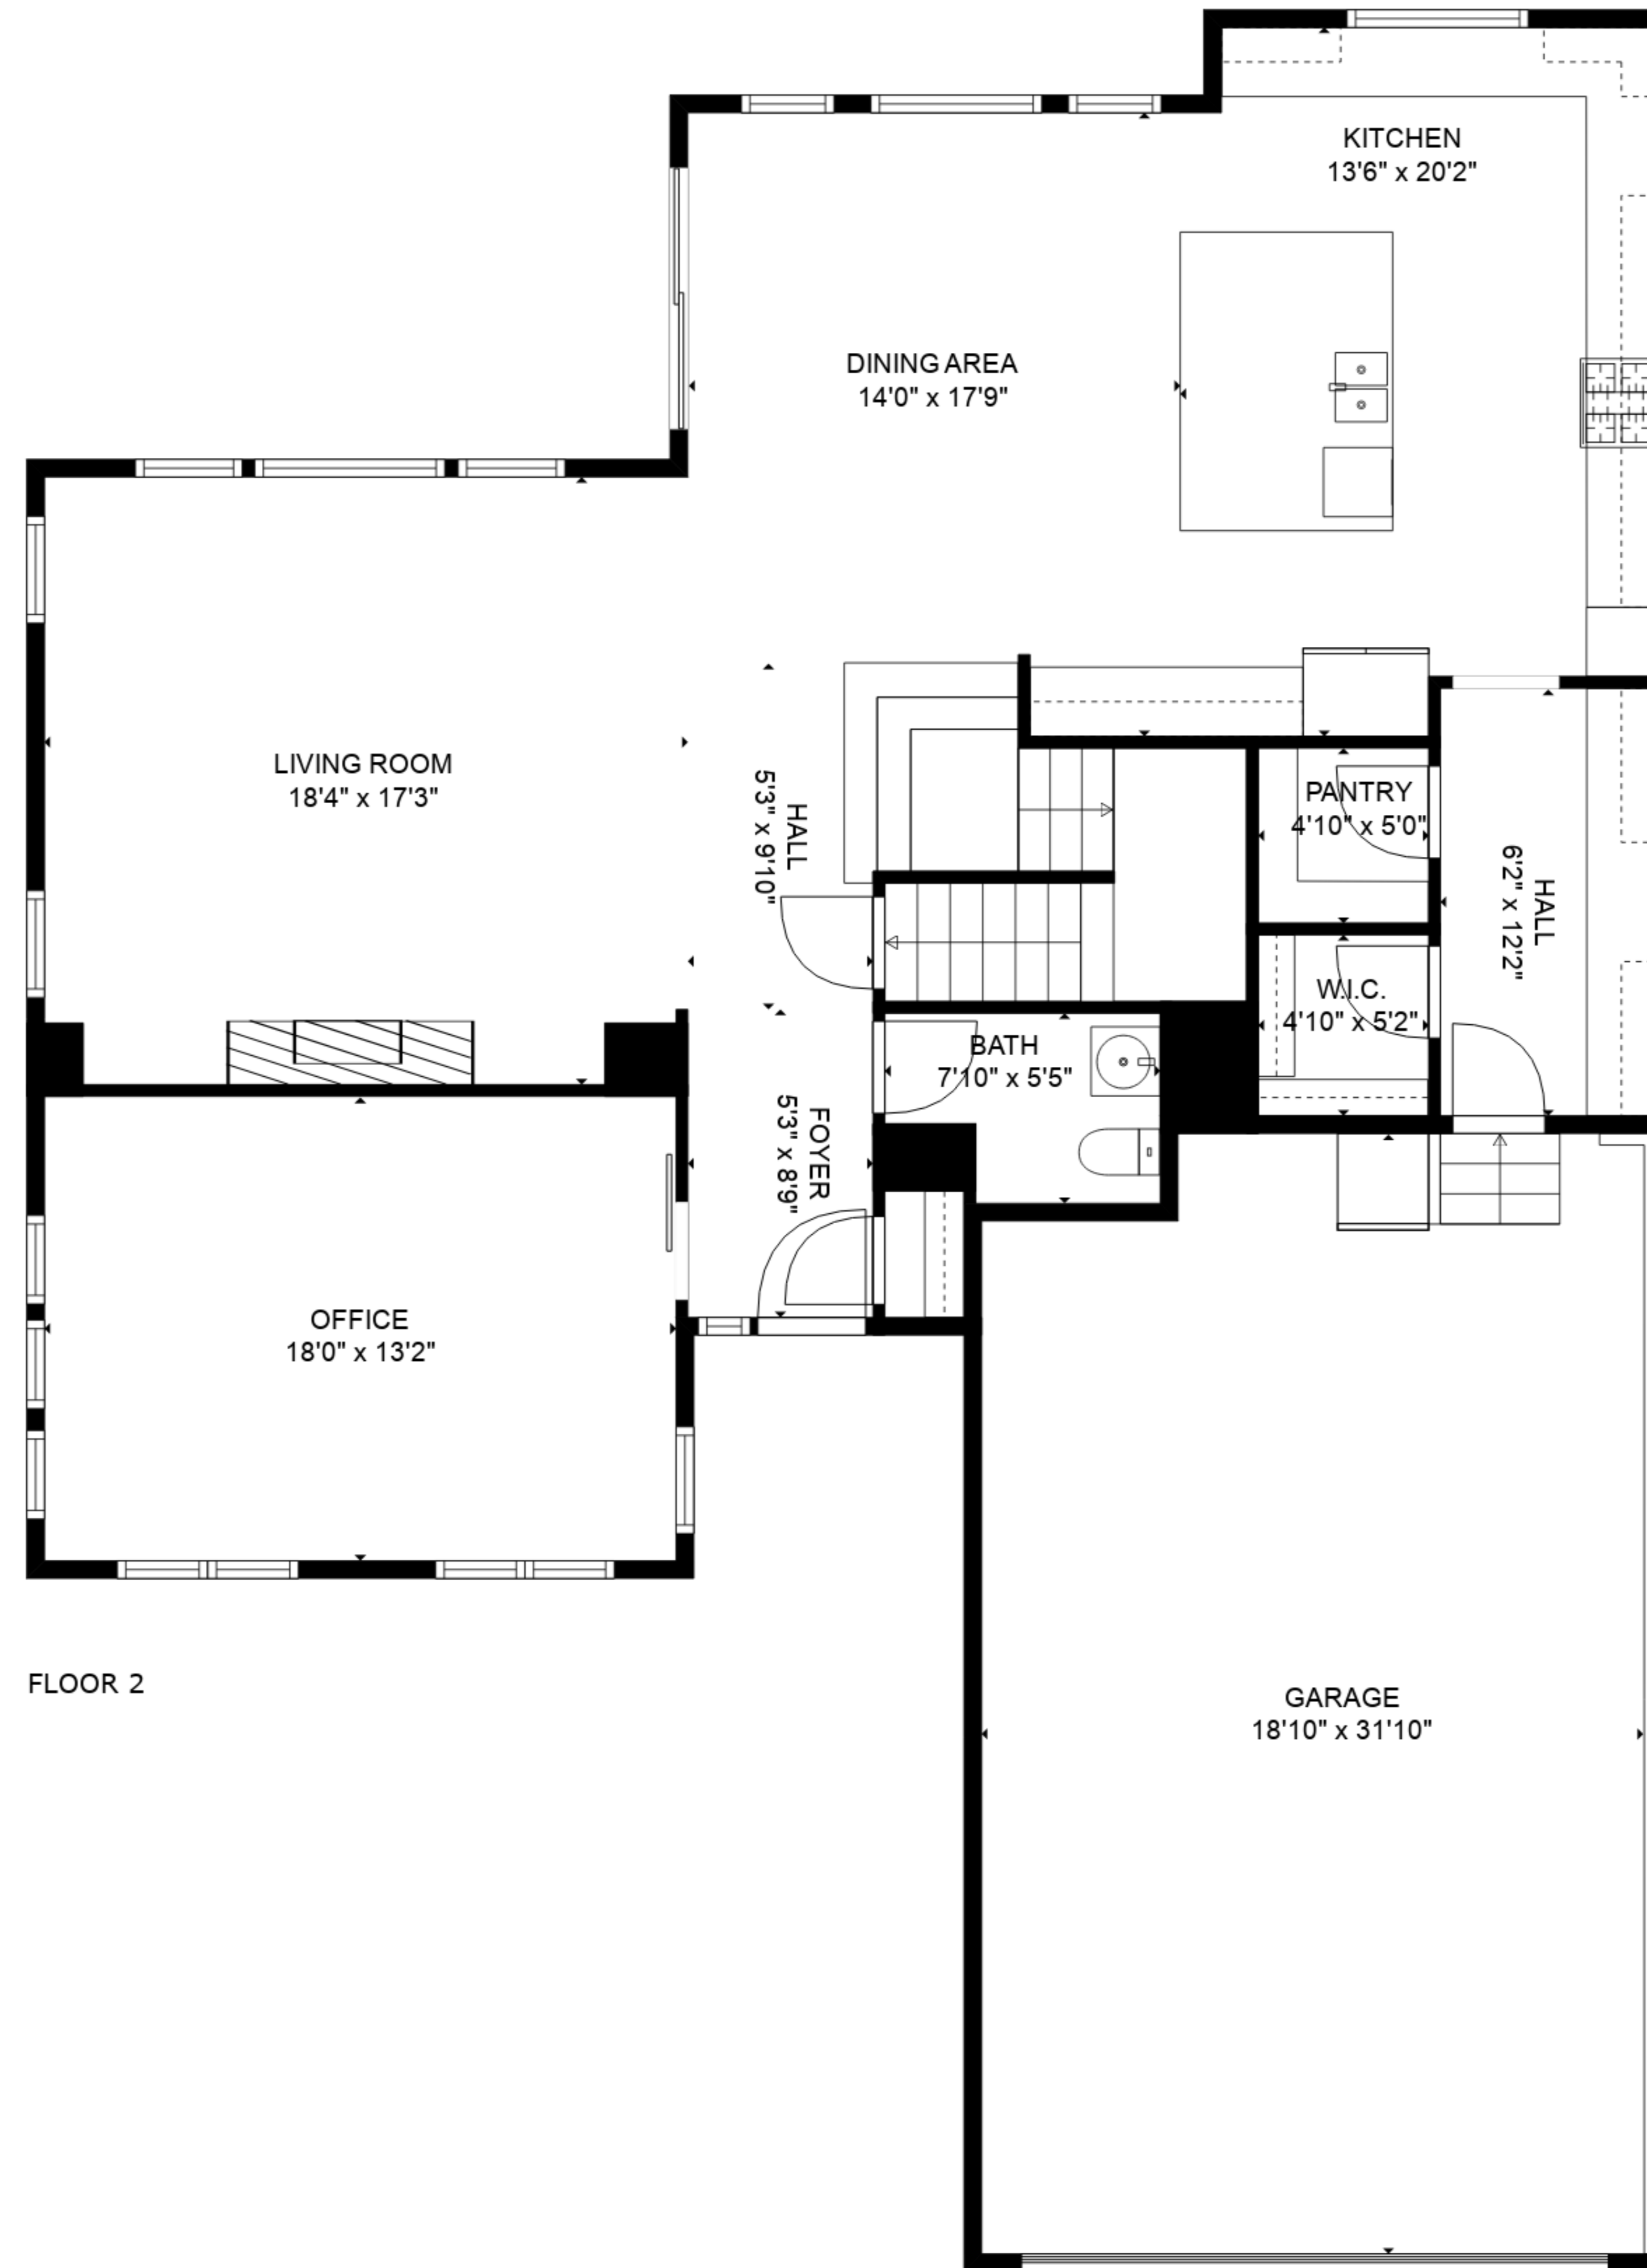 KITCHEN
13'6" x 20'2"
DINING AREA
14'0" x 17'9"
LIVING ROOM
18'4" x 17'3"
HALL
5'3" x 9'10"
PANTRY
4'10" x 5'0"
HALL
6'2" x 12'2"
W.I.C.
4'10" x 5'2"
BATH
7'10" x 5'5"
FOYER
5'3" x 8'9"
OFFICE
18'0" x 13'2"
FLOOR 2
GARAGE
18'10" x 31'10"